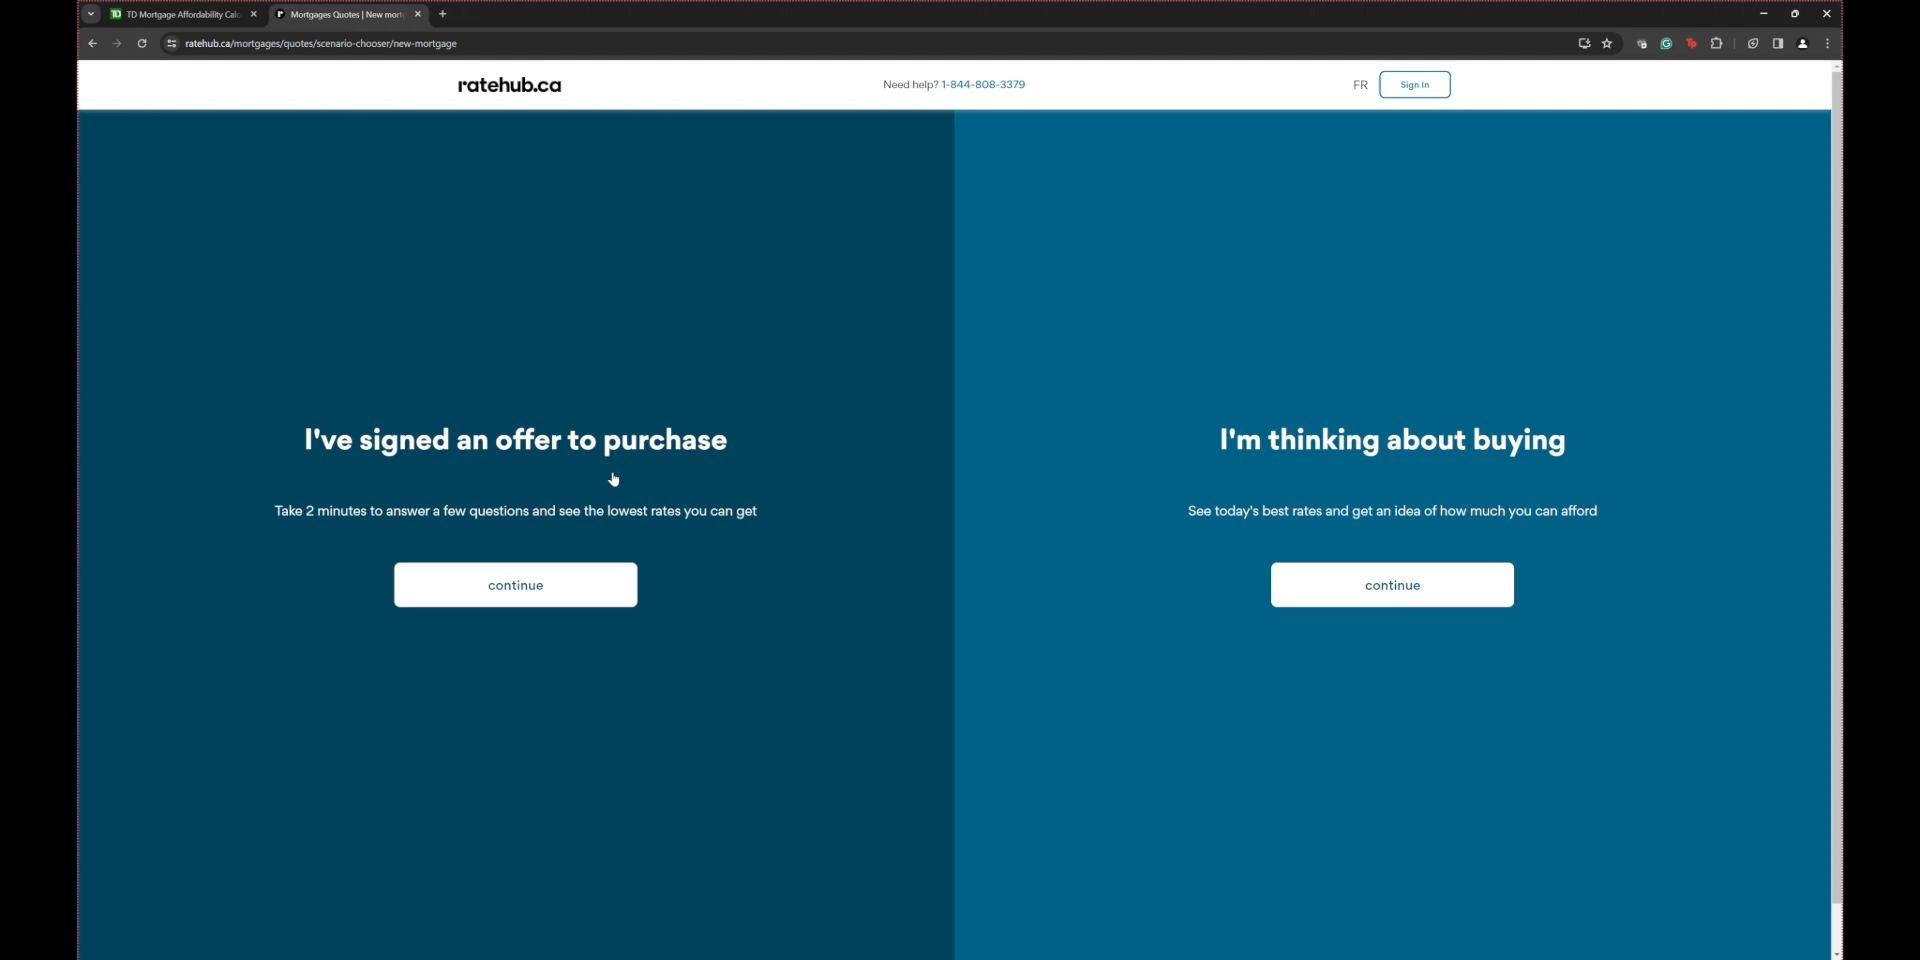 TD Mortgage Affordability Calc
Mortgages Quotes | New mort
ratehub.ca/mortgages/quotes/scenario-chooser/new-mortgage
ratehub.ca
Need help? 1-844-808-3379
FR
Sign In
I've signed an offer to purchase
Take 2 minutes to answer a few questions and see the lowest rates you can get
continue
I'm thinking about buying
See today's best rates and get an idea of how much you can afford
continue